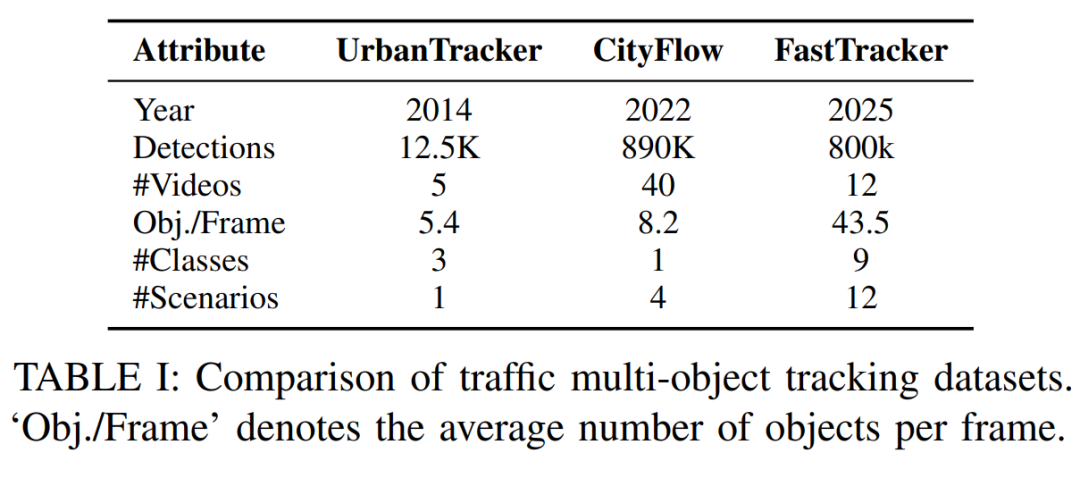 Attribute UrbanTracker CityFlow FastTracker
Year 2014 2022 2025
Detections 12.5K 890K 800k
#Videos 5 40 12
Obj./Frame 5.4 8.2 43.5
#Classes 3 1 9
#Scenarios 1 4 12
TABLE I: Comparison of traffic multi-object tracking datasets.
‘Obj./Frame’ denotes the average number of objects per frame.